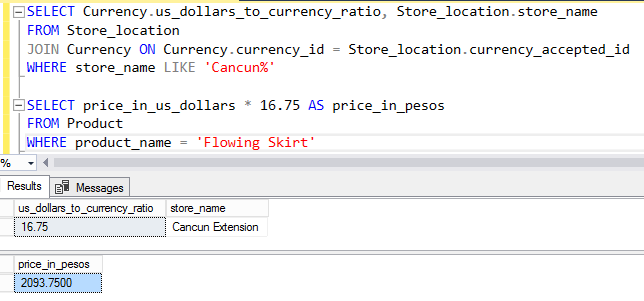 SELECT Currency.us_dollars_to_currency_ratio, Store_location.store_name
FROM Store_location
JOIN Currency ON Currency.currency_id = Store_location.currency_accepted_id
WHERE store_name LIKE 'Cancun%'
SELECT price_in_us_dollars * 16.75 AS price_in_pesos
FROM Product
WHERE product_name = 'Flowing Skirt'
%
Results Messages
us_dollars_to_currency_ratio store_name
16.75 Cancun Extension
price_in_pesos
2093.7500